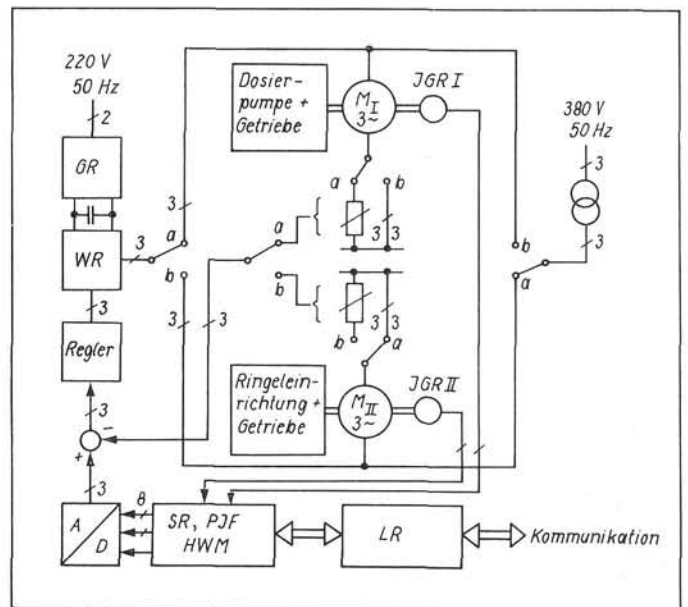 220 V
50 Hz
2
GR
WR
3
a
b
3
3
3
Regler
3
+
-
3
A
D
8
SR, PJF
HWM
LR
Kommunikation
Dosier-
pumpe +
Getriebe
M I
3~
JGR I
a
b
3
3
a
b
3
3
b
a
Ringelein-
richtung +
Getriebe
M II
3~
JGR II
380 V
50 Hz
3
3
b
a
3